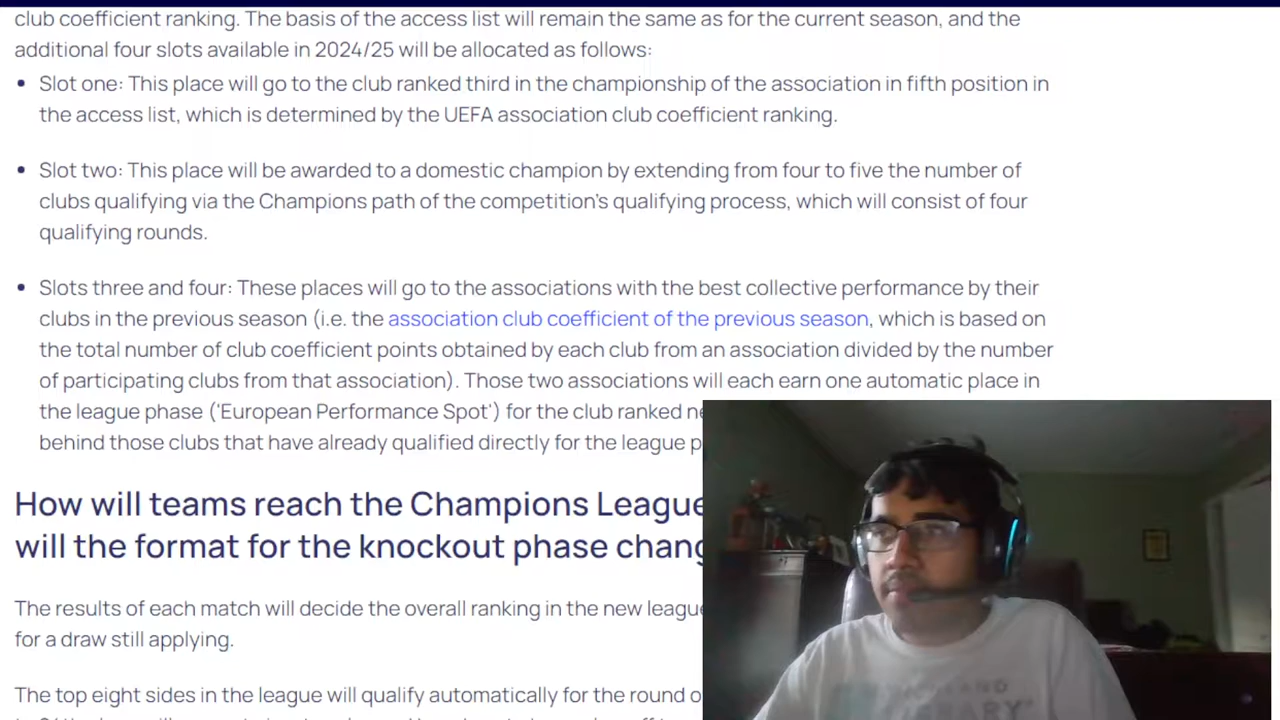 club coefficient ranking. The basis of the access list will remain the same as for the current season, and the
additional four slots available in 2024/25 will be allocated as follows:
• Slot one: This place will go to the club ranked third in the championship of the association in fifth position in
the access list, which is determined by the UEFA association club coefficient ranking.
• Slot two: This place will be awarded to a domestic champion by extending from four to five the number of
clubs qualifying via the Champions path of the competition's qualifying process, which will consist of four
qualifying rounds.
• Slots three and four: These places will go to the associations with the best collective performance by their
clubs in the previous season (i.e. the association club coefficient of the previous season, which is based on
the total number of club coefficient points obtained by each club from an association divided by the number
of participating clubs from that association). Those two associations will each earn one automatic place in
the league phase ('European Performance Spot') for the club ranked
behind those clubs that have already qualified directly for the league
How will teams reach the Champions League
will the format for the knockout phase
The results of each match will decide the overall ranking in the new league
for a draw still applying.
The top eight sides in the league will qualify automatically for the round
LIBRARY